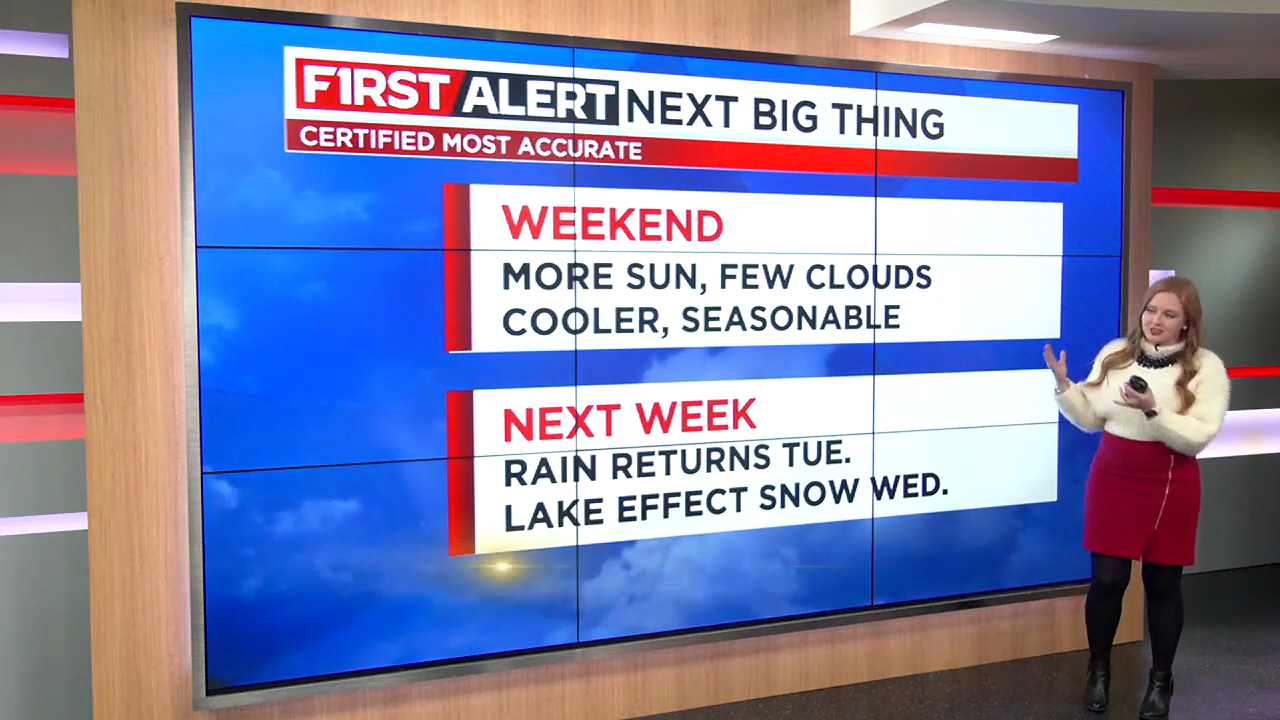 F1RST ALERT NEXT BIG THING
CERTIFIED MOST ACCURATE
WEEKEND
MORE SUN, FEW CLOUDS
COOLER, SEASONABLE
NEXT WEEK
RAIN RETURNS TUE.
LAKE EFFECT SNOW WED.